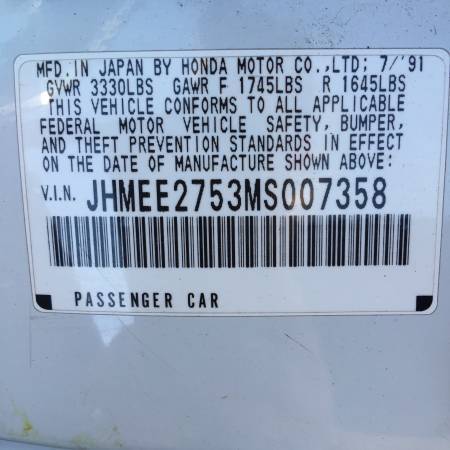 MFD. IN JAPAN BY HONDA MOTOR CO.,LTD; 7/'91
GVWR 3330LBS GAWR F 1745LBS R 1645LBS
THIS VEHICLE CONFORMS TO ALL APPLICABLE
FEDERAL MOTOR VEHICLE SAFETY, BUMPER,
AND THEFT PREVENTION STANDARDS IN EFFECT
ON THE DATE OF MANUFACTURE SHOWN ABOVE:
V.I.N. JHMEE2753MS007358
PASSENGER CAR